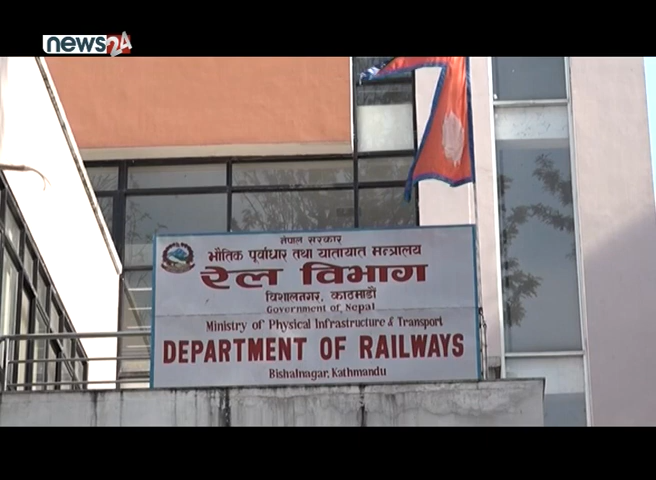 news24
नेपाल सरकार
भौतिक पूर्वाधार तथा यातायात मन्त्रालय
रेल विभाग
विशालनगर, काठमाडौं
Government of Nepal
Ministry of Physical Infrastructure & Transport
DEPARTMENT OF RAILWAYS
Bishalnagar, Kathmandu